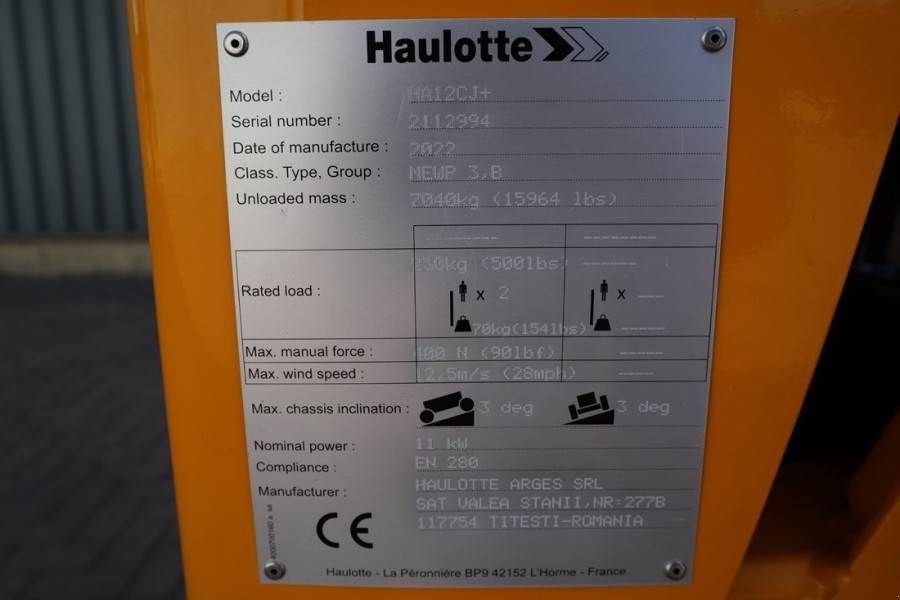 Haulotte
Model : HA12CJ+
Serial number : 2112994
Date of manufacture : 2022
Class. Type, Group : MEWP 3,B
Unloaded mass : 7040kg (15964 lbs)
------- -------
230kg (500lbs) -----
Rated load : x 2 x ---
70kg(154lbs) -----
Max. manual force : 400 N (90lbf) -----
Max. wind speed : 12,5m/s (28mph) ----
Max. chassis inclination : 3 deg 3 deg
Nominal power : 11 kW
Compliance : EN 280
Manufacturer : HAULOTTE ARGES SRL
SAT VALEA STANII,NR:277B
117754 TITESTI-ROMANIA
CE
Haulotte - La Péronnière BP9 42152 L'Horme - France